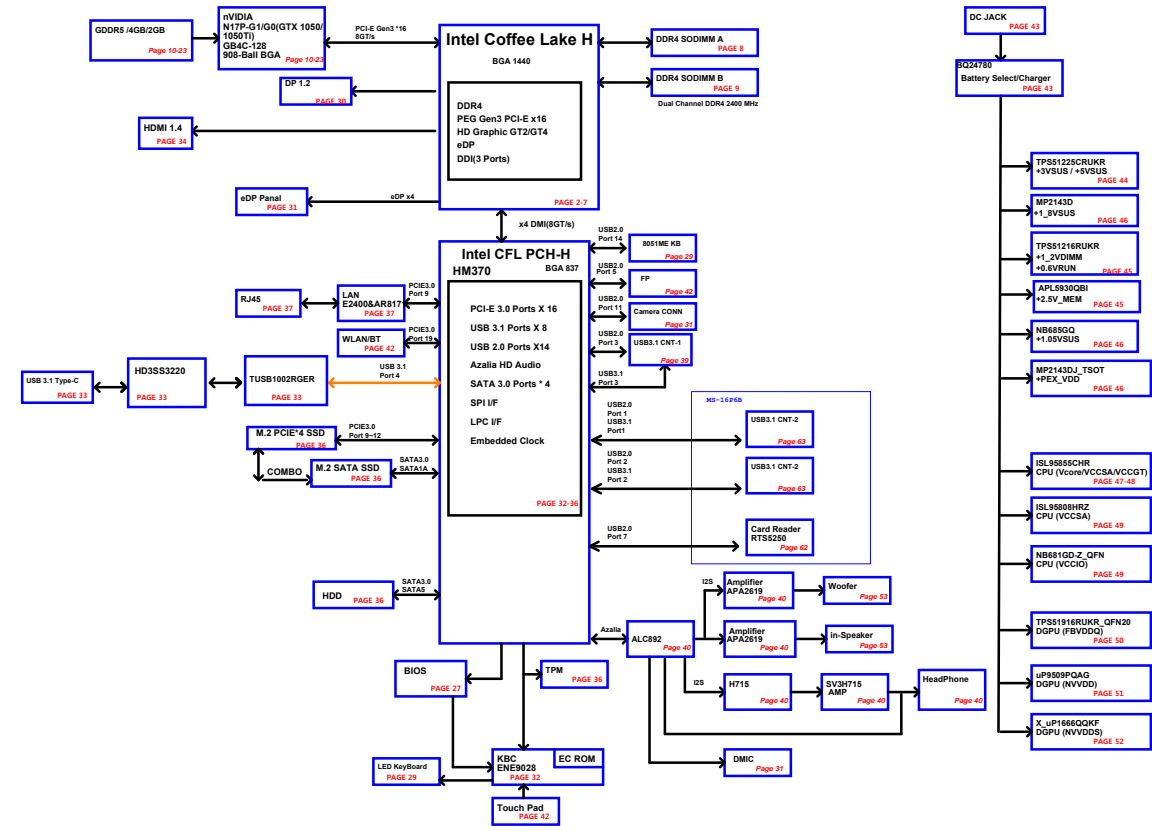 GDDR5 /4GB/2GB
Page 10-23
nVIDIA
N17P-G1/G0(GTX 1050/
1050Ti)
GB4C-128
908-Ball BGA
Page 10-23
PCI-E Gen3 *16
8GT/s
DP 1.2
PAGE 30
HDMI 1.4
PAGE 34
eDP Panal
PAGE 31
eDP x4
Intel Coffee Lake H
BGA 1440
DDR4
PEG Gen3 PCI-E x16
HD Graphic GT2/GT4
eDP
DDI(3 Ports)
PAGE 2-7
DDR4 SODIMM A
PAGE 8
DDR4 SODIMM B
PAGE 9
Dual Channel DDR4 2400 MHz
x4 DMI(8GT/s)
Intel CFL PCH-H
HM370
BGA 837
PCI-E 3.0 Ports X 16
USB 3.1 Ports X 8
USB 2.0 Ports X14
Azalia HD Audio
SATA 3.0 Ports * 4
SPI I/F
LPC I/F
Embedded Clock
PAGE 32-36
RJ45
PAGE 37
LAN
E2400&AR8171
PAGE 37
PCIE3.0
Port 9
WLAN/BT
PAGE 42
PCIE3.0
Port 19
USB 3.1 Type-C
PAGE 33
HD3SS3220
PAGE 33
TUSB1002RGER
PAGE 33
USB 3.1
Port 4
M.2 PCIE*4 SSD
PAGE 36
PCIE3.0
Port 9~12
COMBO
M.2 SATA SSD
PAGE 36
SATA3.0
SATA1A
HDD
PAGE 36
SATA3.0
SATA5
USB2.0
Port 14
8051ME KB
Page 29
USB2.0
Port 5
FP
Page 42
USB2.0
Port 11
Camera CONN
Page 31
USB2.0
Port 3
USB3.1 CNT-1
Page 39
USB3.1
Port 3
MS-16P6B
USB2.0
Port 1
USB3.1
Port1
USB3.1 CNT-2
Page 63
USB2.0
Port 2
USB3.1
Port 2
USB3.1 CNT-2
Page 63
USB2.0
Port 7
Card Reader
RTS5250
Page 62
Azalia
ALC892
Page 40
I2S
Amplifier
APA2619
Page 40
Woofer
Page 53
Amplifier
APA2619
Page 40
in-Speaker
Page 53
I2S
H715
Page 40
SV3H715
AMP
Page 40
HeadPhone
Page 40
DMIC
Page 31
BIOS
PAGE 27
TPM
PAGE 36
LED KeyBoard
PAGE 29
KBC
ENE9028
PAGE 32
EC ROM
Touch Pad
PAGE 42
DC JACK
PAGE 43
BQ24780
Battery Select/Charger
PAGE 43
TPS51225CRUKR
+3VSUS / +5VSUS
PAGE 44
MP2143D
+1_8VSUS
PAGE 46
TPS51216RUKR
+1_2VDIMM
+0.6VRUN
PAGE 45
APL5930QBI
+2.5V_MEM
PAGE 45
NB685GQ
+1.05VSUS
PAGE 46
MP2143DJ_TSOT
+PEX_VDD
PAGE 46
ISL95855CHR
CPU (Vcore/VCCSA/VCCGT)
PAGE 47-48
ISL95808HRZ
CPU (VCCSA)
PAGE 49
NB681GD-Z_QFN
CPU (VCCIO)
PAGE 49
TPS51916RUKR_QFN20
DGPU (FBVDDQ)
PAGE 50
uP9509PQAG
DGPU (NVVDD)
PAGE 51
X_uP1666QQKF
DGPU (NVVDDS)
PAGE 52